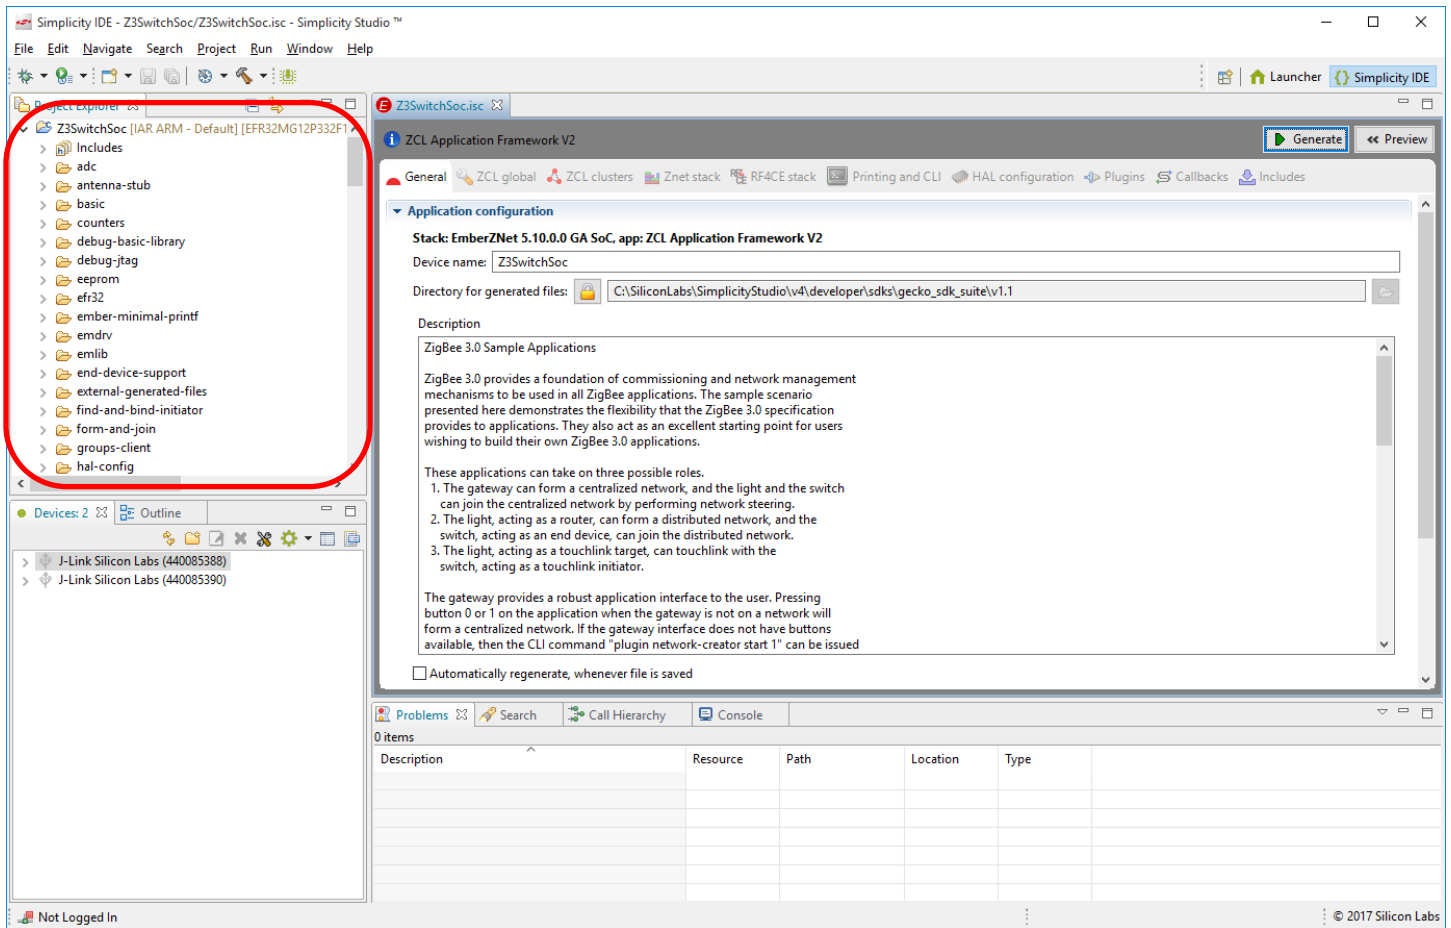 Simplicity IDE - Z3SwitchSoc/Z3SwitchSoc.isc - Simplicity Studio ™
File Edit Navigate Search Project Run Window Help
Launcher Simplicity IDE
Project Explorer
Z3SwitchSoc [IAR ARM - Default] [EFR32MG12P332F1
Includes
adc
antenna-stub
basic
counters
debug-basic-library
debug-jtag
eeprom
efr32
ember-minimal-printf
emdrv
emlib
end-device-support
external-generated-files
find-and-bind-initiator
form-and-join
groups-client
hal-config
Devices: 2 Outline
J-Link Silicon Labs (440085388)
J-Link Silicon Labs (440085390)
Z3SwitchSoc.isc
ZCL Application Framework V2
Generate Preview
General ZCL global ZCL clusters Znet stack RF4CE stack Printing and CLI HAL configuration Plugins Callbacks Includes
Application configuration
Stack: EmberZNet 5.10.0.0 GA SoC, app: ZCL Application Framework V2
Device name: Z3SwitchSoc
Directory for generated files: C:\SiliconLabs\SimplicityStudio\v4\developer\sdks\gecko_sdk_suite\v1.1
Description
ZigBee 3.0 Sample Applications
ZigBee 3.0 provides a foundation of commissioning and network management
mechanisms to be used in all ZigBee applications. The sample scenario
presented here demonstrates the flexibility that the ZigBee 3.0 specification
provides to applications. They also act as an excellent starting point for users
wishing to build their own ZigBee 3.0 applications.
These applications can take on three possible roles.
1. The gateway can form a centralized network, and the light and the switch
can join the centralized network by performing network steering.
2. The light, acting as a router, can form a distributed network, and the
switch, acting as an end device, can join the distributed network.
3. The light, acting as a touchlink target, can touchlink with the
switch, acting as a touchlink initiator.
The gateway provides a robust application interface to the user. Pressing
button 0 or 1 on the application when the gateway is not on a network will
form a centralized network. If the gateway interface does not have buttons
available, then the CLI command "plugin network-creator start 1" can be issued
Automatically regenerate, whenever file is saved
Problems Search Call Hierarchy Console
0 items
Description Resource Path Location Type
Not Logged In
© 2017 Silicon Labs